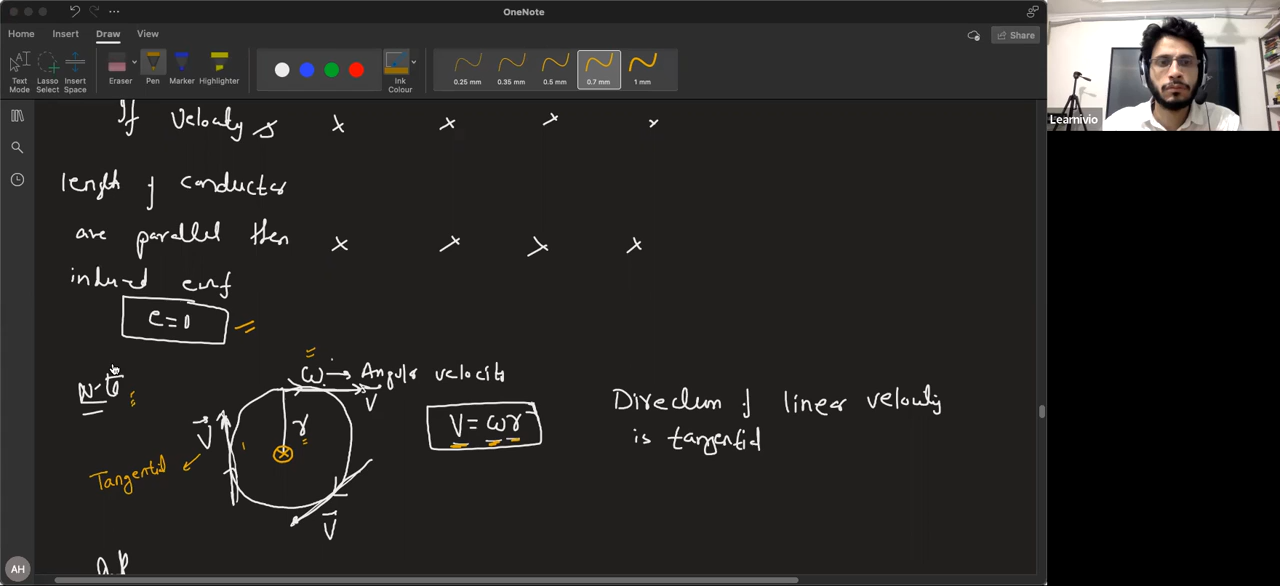 OneNote
Home Insert Draw View
Share
Text Mode
Lasso Select
Insert Space
Eraser
Pen
Marker
Highlighter
Ink Colour
0.25 mm
0.35 mm
0.5 mm
0.7 mm
1 mm
Learnivio
If Velocity s x x x x
length of conductor
are parallel then x x x x
induced emf
e=0
ω → Angular velocity
V
V = ωr
r
V
Tangential
V
Direction of linear velocity
is tangential
AH